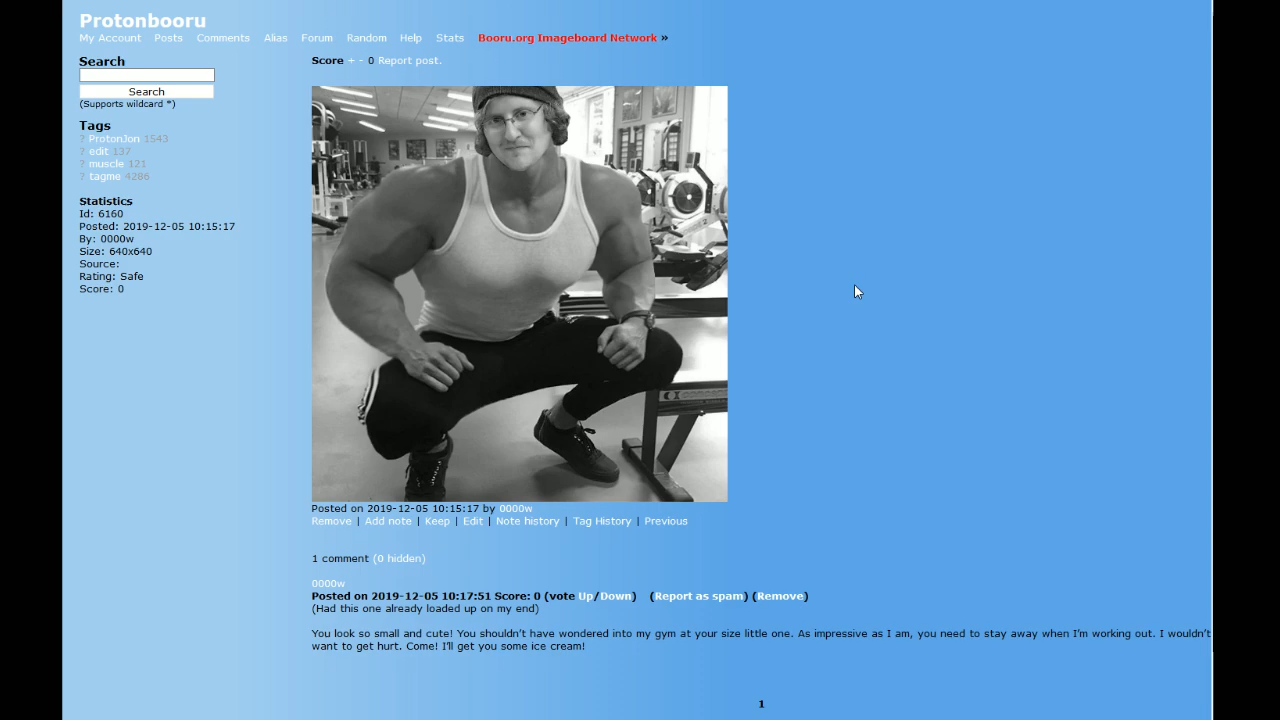 Protonbooru
My Account Posts Comments Alias Forum Random Help Stats Booru.org Imageboard Network »
Search
Search
(Supports wildcard *)
Tags
? ProtonJon 1543
? edit 137
? muscle 121
? tagme 4286
Statistics
Id: 6160
Posted: 2019-12-05 10:15:17
By: 0000w
Size: 640x640
Source:
Rating: Safe
Score: 0
Score + - 0 Report post.
Posted on 2019-12-05 10:15:17 by 0000w
Remove | Add note | Keep | Edit | Note history | Tag History | Previous
1 comment (0 hidden)
0000w
Posted on 2019-12-05 10:17:51 Score: 0 (vote Up/Down) (Report as spam) (Remove)
(Had this one already loaded up on my end)
You look so small and cute! You shouldn't have wondered into my gym at your size little one. As impressive as I am, you need to stay away when I'm working out. I wouldn't
want to get hurt. Come! I'll get you some ice cream!
1